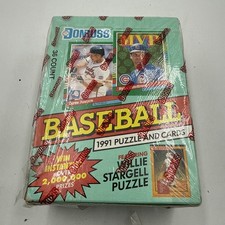 DONRUSS
MVP
36 COUNT
BASEBALL
1991 PUZZLE AND CARDS
WIN
INSTANTLY
OVER
2,000,000
PRIZES
FEATURING
WILLIE
STARGELL
PUZZLE